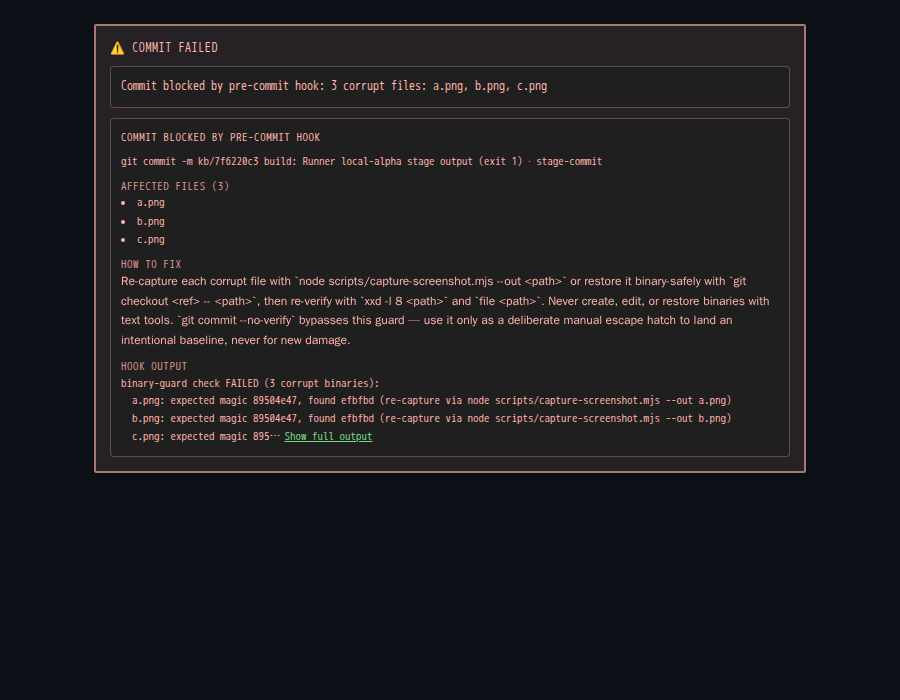 ⚠️ COMMIT FAILED
Commit blocked by pre-commit hook: 3 corrupt files: a.png, b.png, c.png
COMMIT BLOCKED BY PRE-COMMIT HOOK
git commit -m kb/7f6220c3 build: Runner local-alpha stage output (exit 1) · stage-commit
AFFECTED FILES (3)
• a.png
• b.png
• c.png
HOW TO FIX
Re-capture each corrupt file with `node scripts/capture-screenshot.mjs --out <path>` or restore it binary-safely with `git
checkout <ref> -- <path>`, then re-verify with `xxd -l 8 <path>` and `file <path>`. Never create, edit, or restore binaries with
text tools. `git commit --no-verify` bypasses this guard — use it only as a deliberate manual escape hatch to land an
intentional baseline, never for new damage.
HOOK OUTPUT
binary-guard check FAILED (3 corrupt binaries):
a.png: expected magic 89504e47, found efbfbd (re-capture via node scripts/capture-screenshot.mjs --out a.png)
b.png: expected magic 89504e47, found efbfbd (re-capture via node scripts/capture-screenshot.mjs --out b.png)
c.png: expected magic 895… Show full output